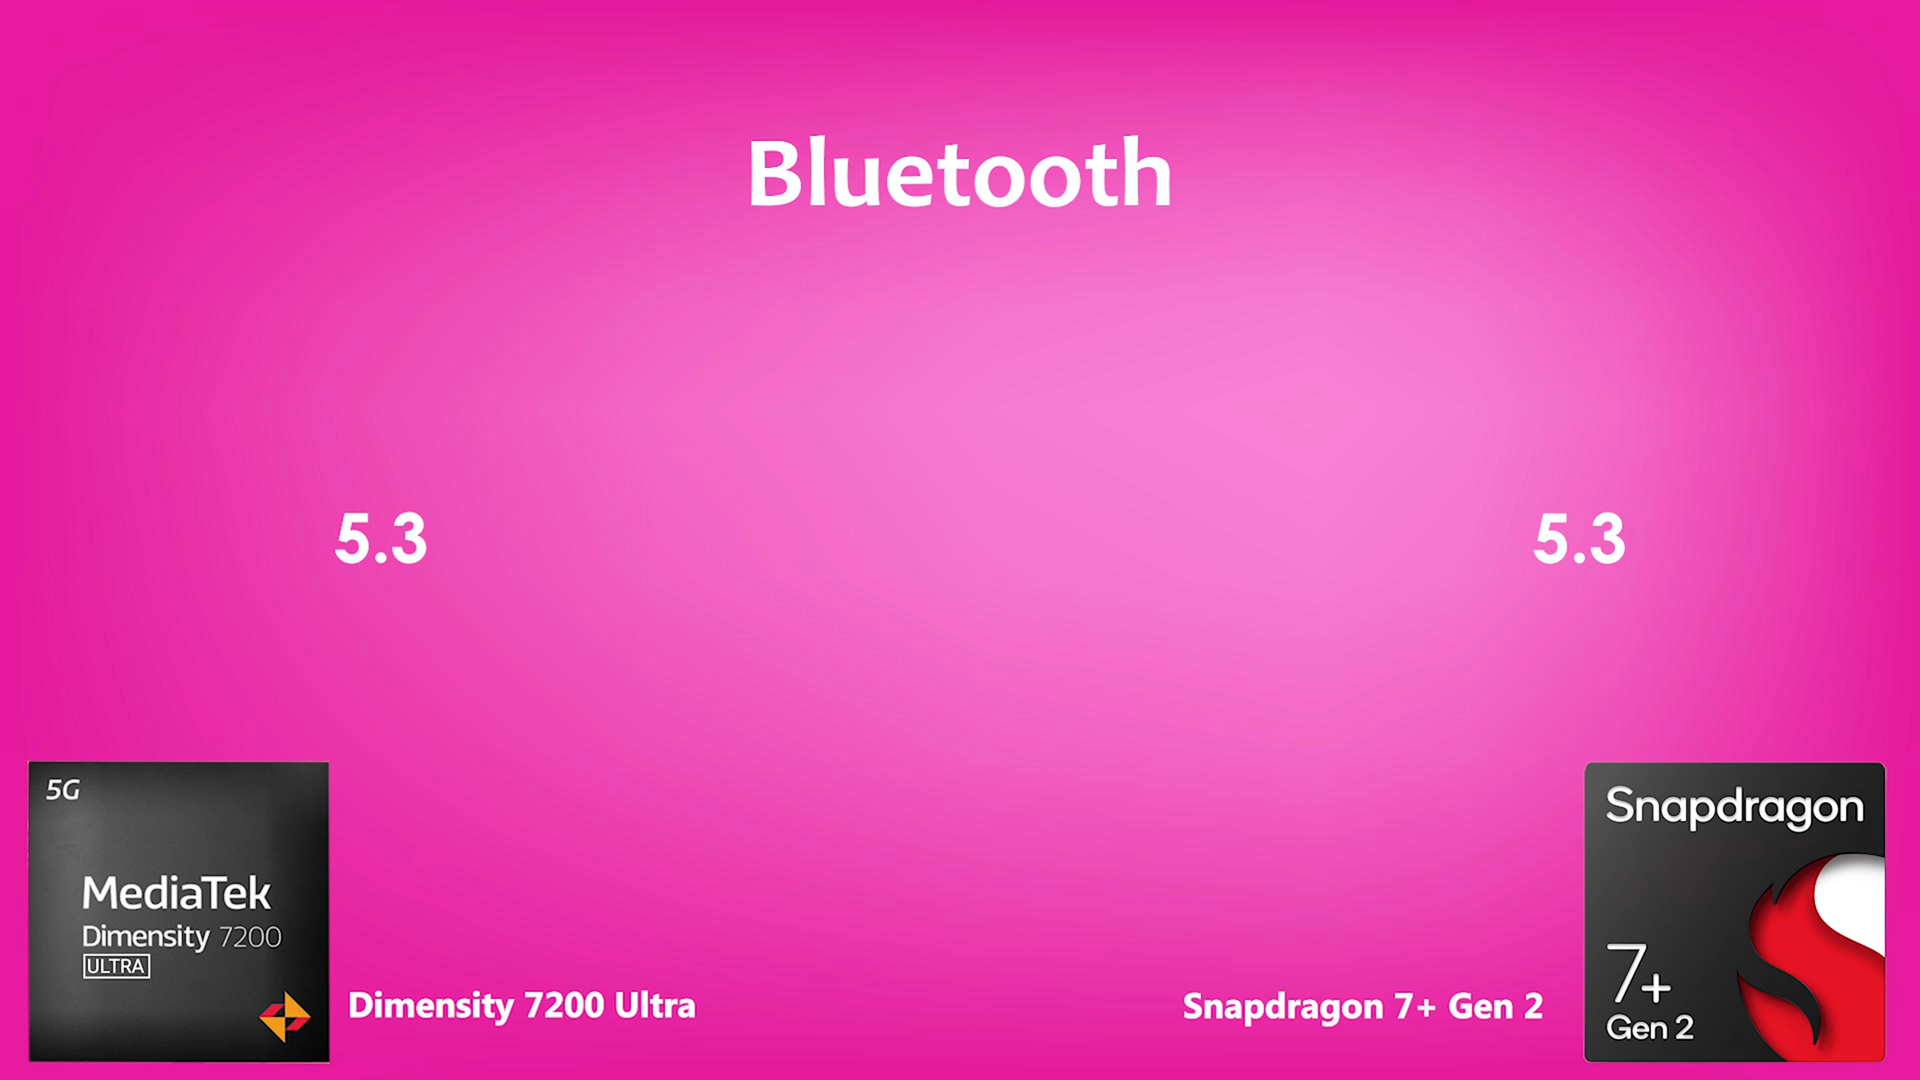 Bluetooth
5.3
5.3
5G
MediaTek
Dimensity 7200
ULTRA
Dimensity 7200 Ultra
Snapdragon 7+ Gen 2
Snapdragon
7+
Gen 2